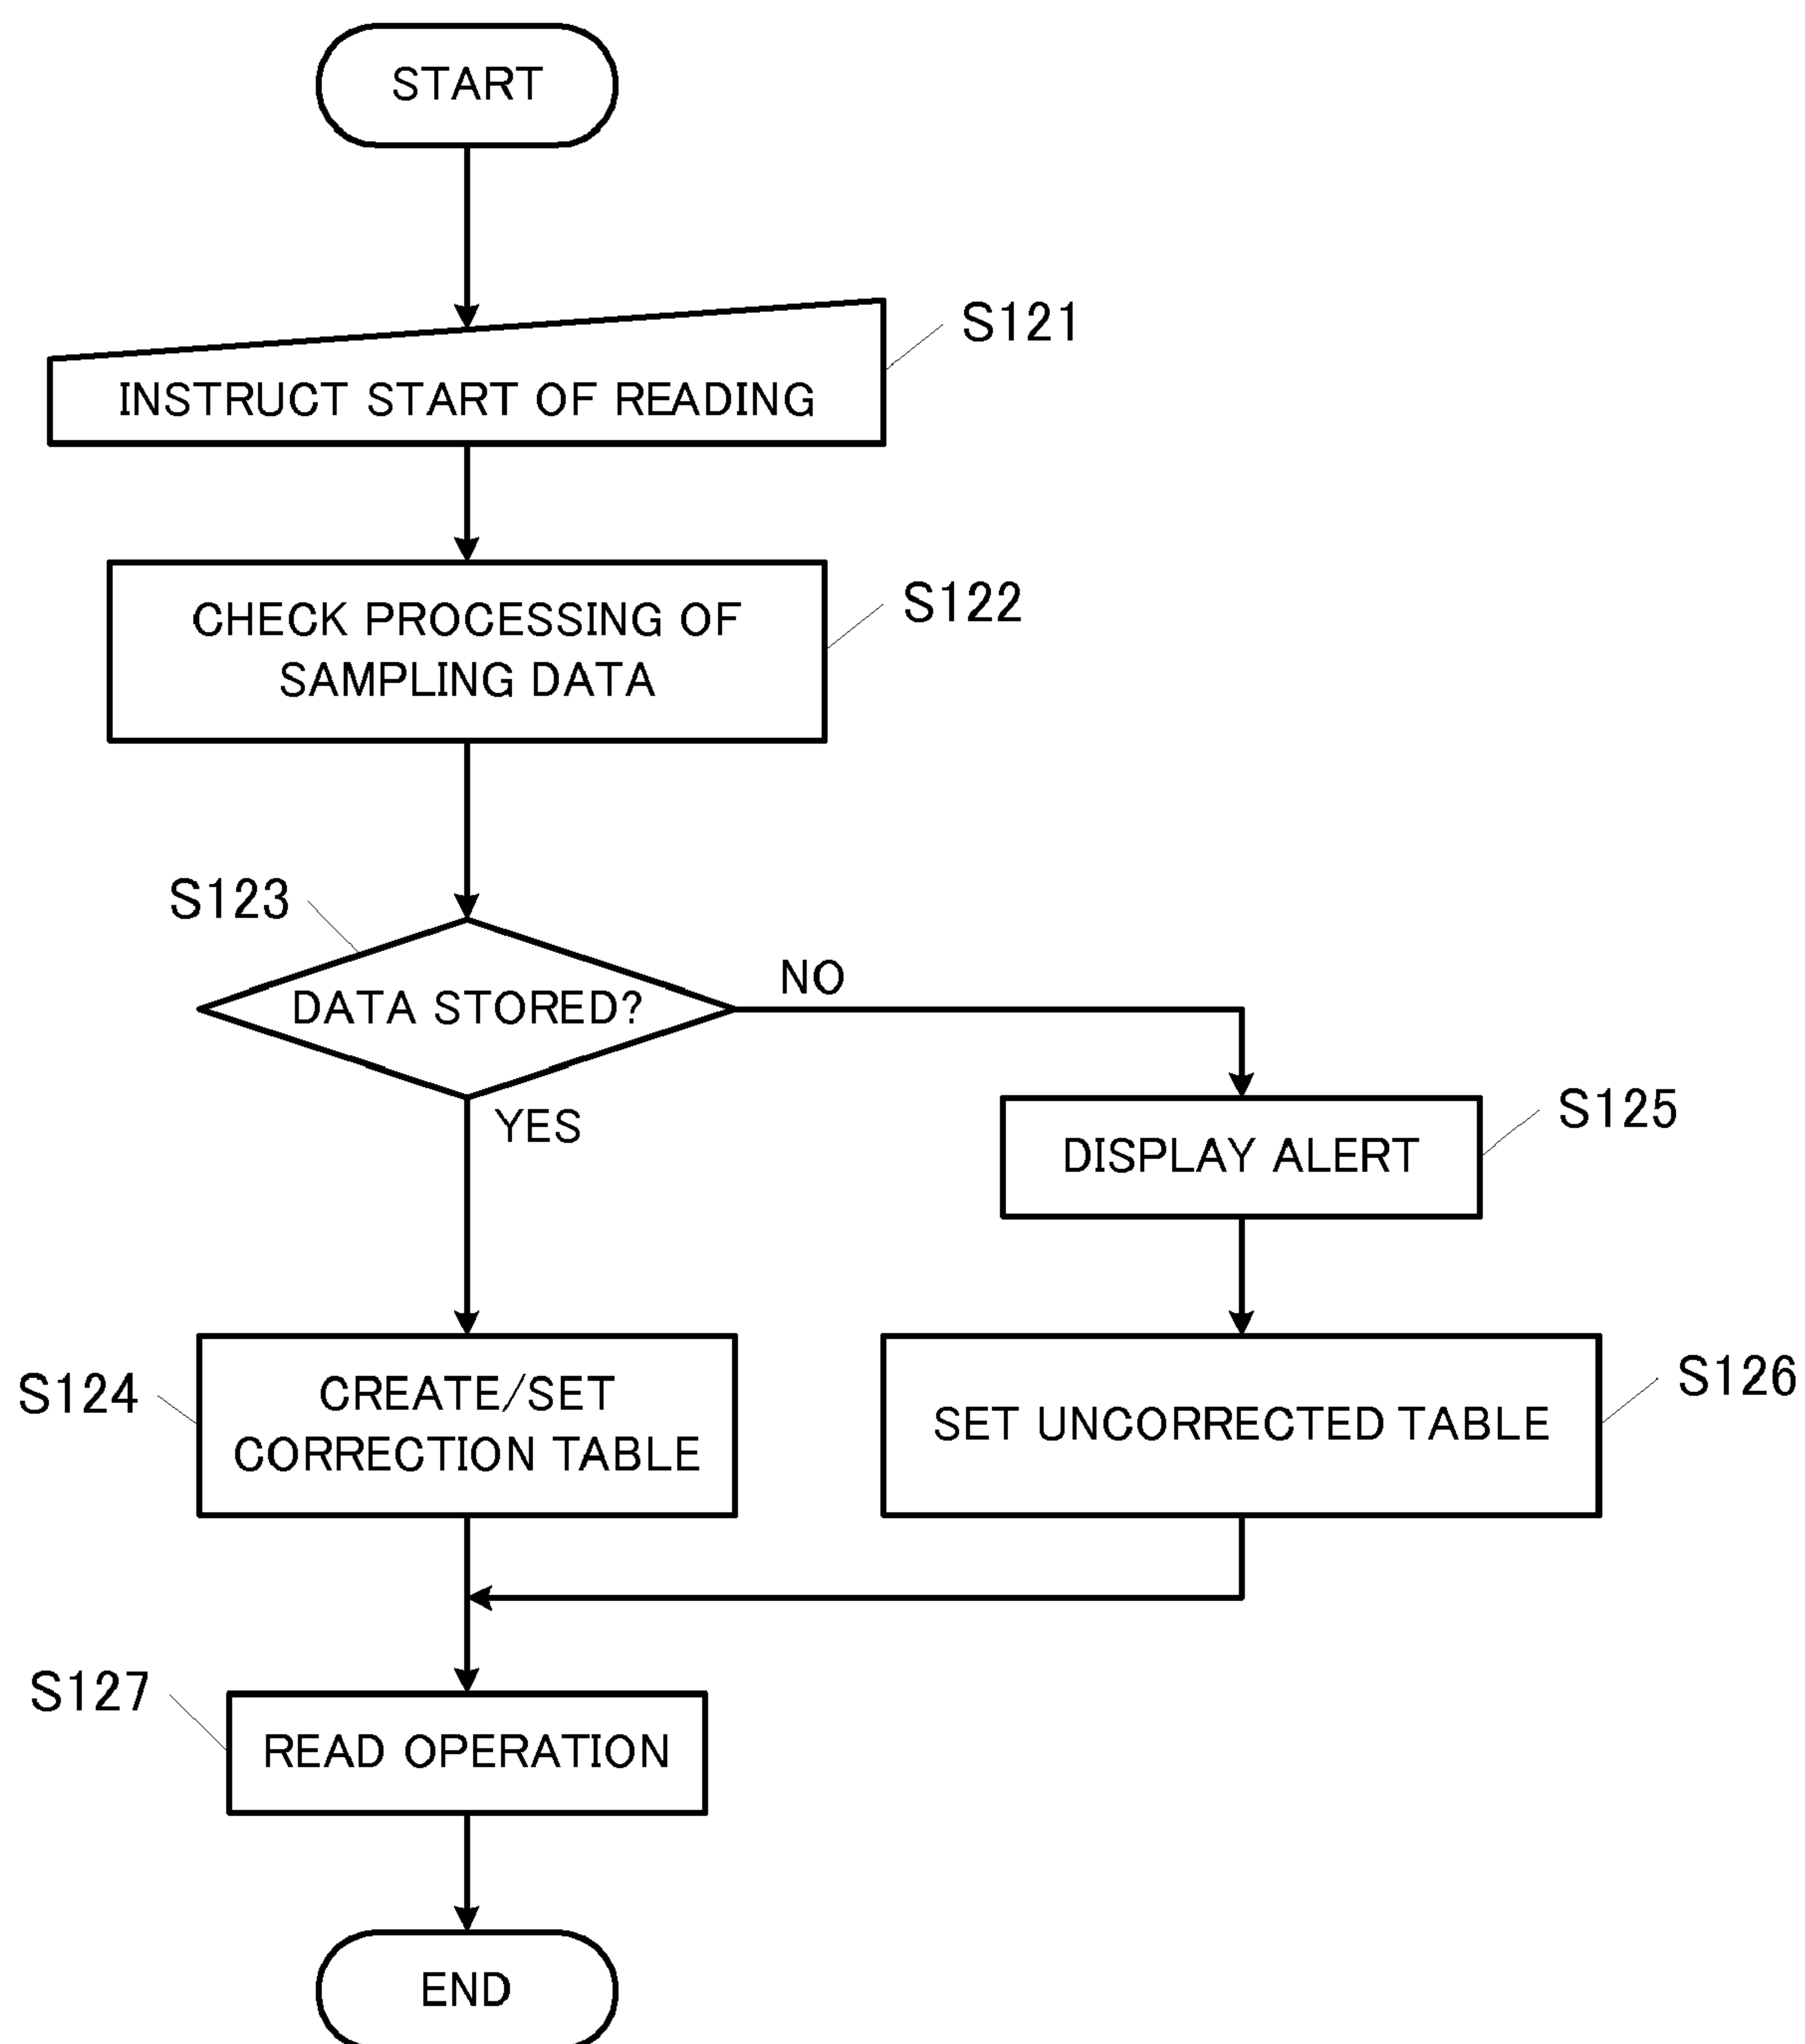 START
S121
INSTRUCT START OF READING
S122
CHECK PROCESSING OF
SAMPLING DATA
S123
DATA STORED?
NO
YES
S125
DISPLAY ALERT
S124
CREATE/SET
CORRECTION TABLE
S126
SET UNCORRECTED TABLE
S127
READ OPERATION
END